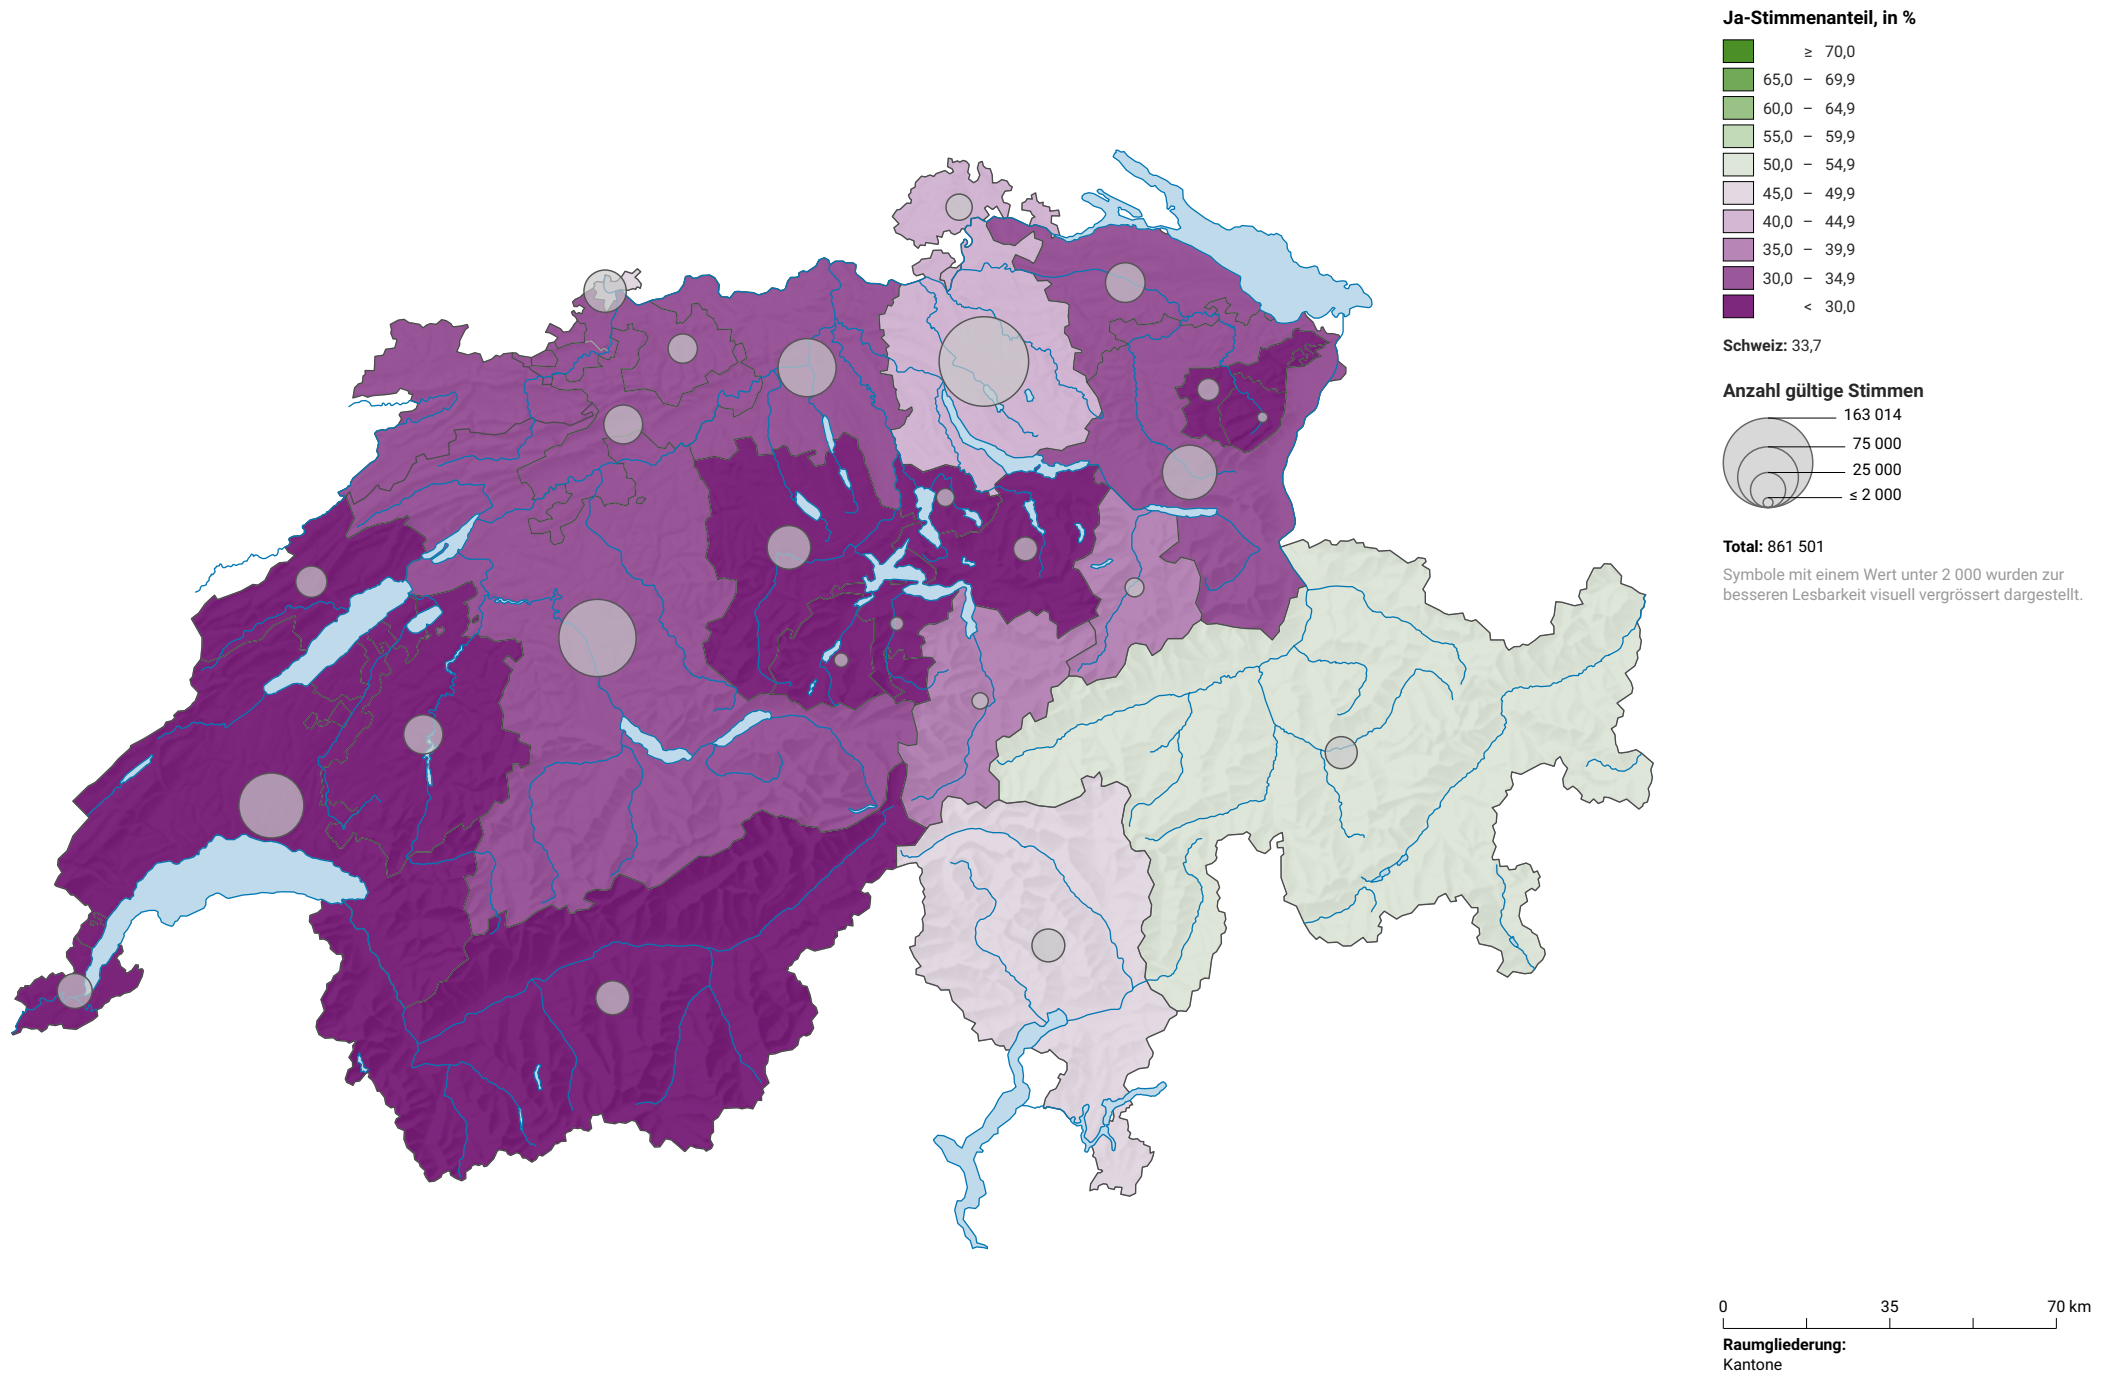 Ja-Stimmenanteil, in %
≥ 70,0
65,0 – 69,9
60,0 – 64,9
55,0 – 59,9
50,0 – 54,9
45,0 – 49,9
40,0 – 44,9
35,0 – 39,9
30,0 – 34,9
< 30,0
Schweiz: 33,7
Anzahl gültige Stimmen
163 014
75 000
25 000
≤ 2 000
Total: 861 501
Symbole mit einem Wert unter 2 000 wurden zur
besseren Lesbarkeit visuell vergrössert dargestellt.
0 35 70 km
Raumgliederung:
Kantone